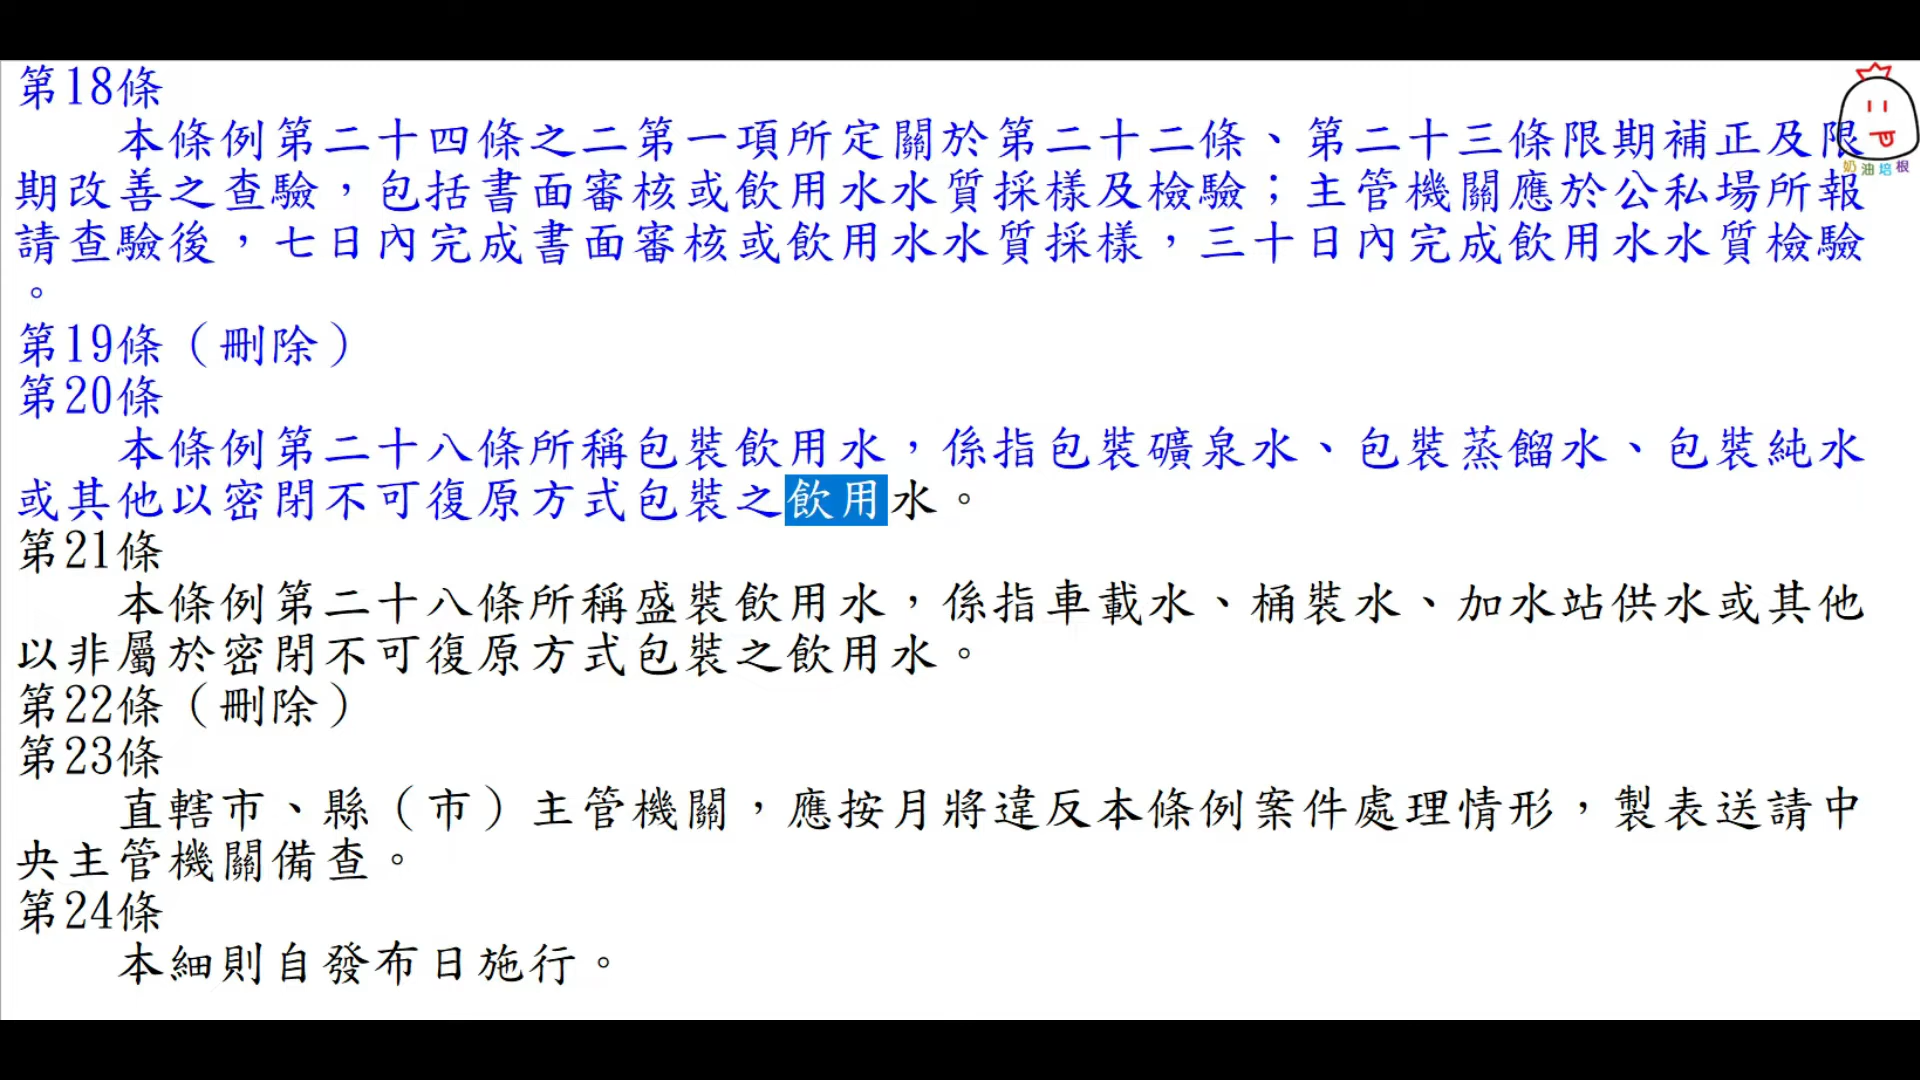 第18條
本條例第二十四條之二第一項所定關於第二十二條、第二十三條限期補正及限
期改善之查驗，包括書面審核或飲用水水質採樣及檢驗；主管機關應於公私場所報
請查驗後，七日內完成書面審核或飲用水水質採樣，三十日內完成飲用水水質檢驗
。
第19條（刪除）
第20條
本條例第二十八條所稱包裝飲用水，係指包裝礦泉水、包裝蒸餾水、包裝純水
或其他以密閉不可復原方式包裝之飲用水。
第21條
本條例第二十八條所稱盛裝飲用水，係指車載水、桶裝水、加水站供水或其他
以非屬於密閉不可復原方式包裝之飲用水。
第22條（刪除）
第23條
直轄市、縣（市）主管機關，應按月將違反本條例案件處理情形，製表送請中
央主管機關備查。
第24條
本細則自發布日施行。
奶油培根